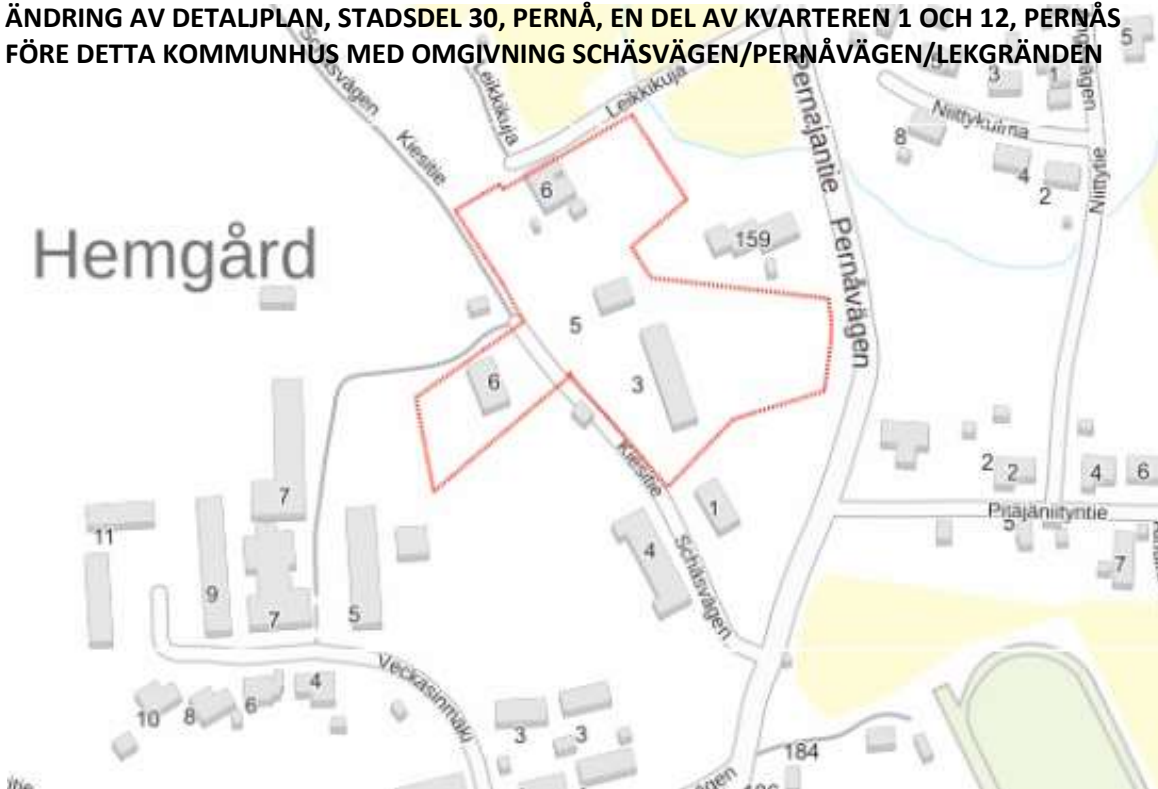 ÄNDRING AV DETALJPLAN, STADSDEL 30, PERNÅ, EN DEL AV KVARTEREN 1 OCH 12, PERNÅS
FÖRE DETTA KOMMUNHUS MED OMGIVNING SCHÄSVÄGEN/PERNÅVÄGEN/LEKGRÄNDEN
Schäsvägen
Leikkikuja
Leikkikuja
Pernajantie
Pernåvägen
Kiesitie
Niittykulma
Niittytie
5
3
1
8
4
2
6
159
Hemgård
5
6
3
7
11
9
7
5
Kiesitie
1
4
Schäsvägen
2
2
4
6
Pitäjäniityntie
5
7
Veckasinmäki
10
8
6
4
3
3
184